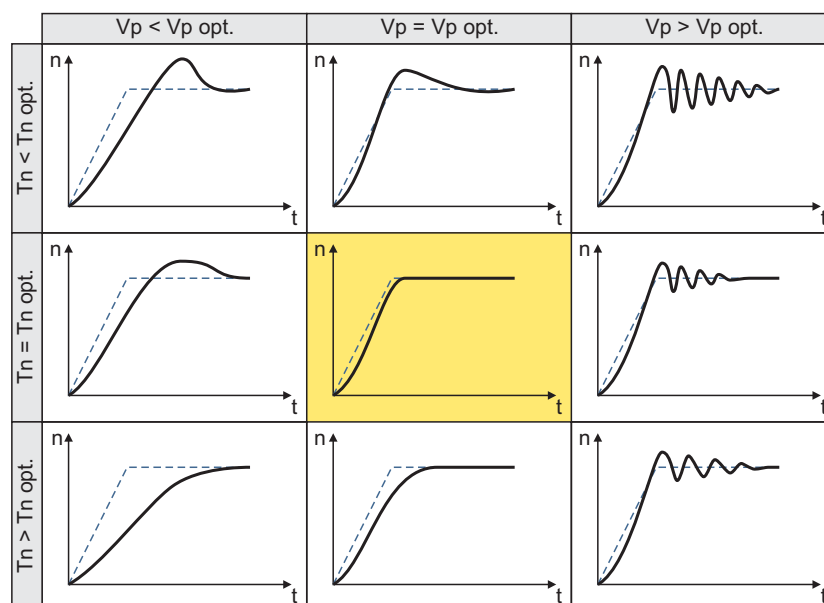 Vp < Vp opt.
Vp = Vp opt.
Vp > Vp opt.
Tn < Tn opt.
n
t
n
t
n
t
Tn = Tn opt.
n
t
n
t
n
t
Tn > Tn opt.
n
t
n
t
n
t